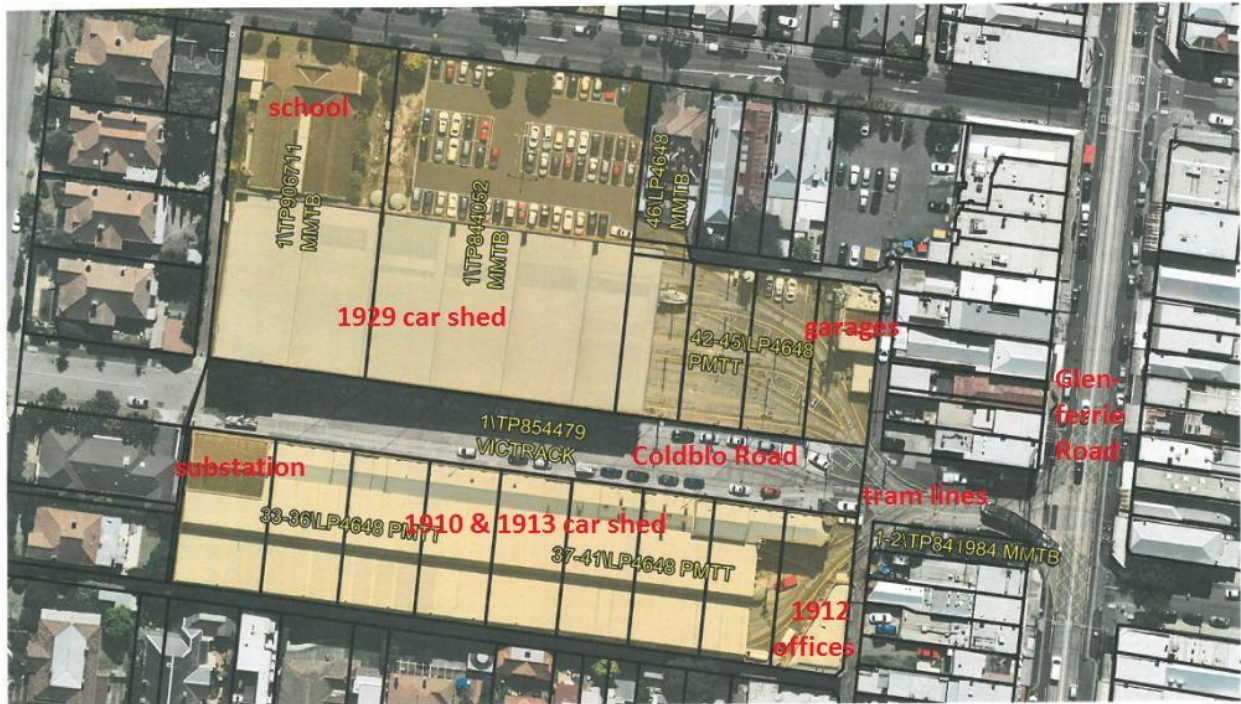 school
1\TP906711
MMTB
1\TP844052
MMTB
46\LP4648
MMTB
1929 car shed
garages
42-45\LP4648
PMTT
Glen-
ferrie
Road
1\TP854479
VICTRACK
Coldblo Road
substation
tram lines
33-36\LP4648 PMTT
1910 & 1913 car shed
37-41\LP4648 PMTT
1-2\TP841984 MMTB
1912
offices